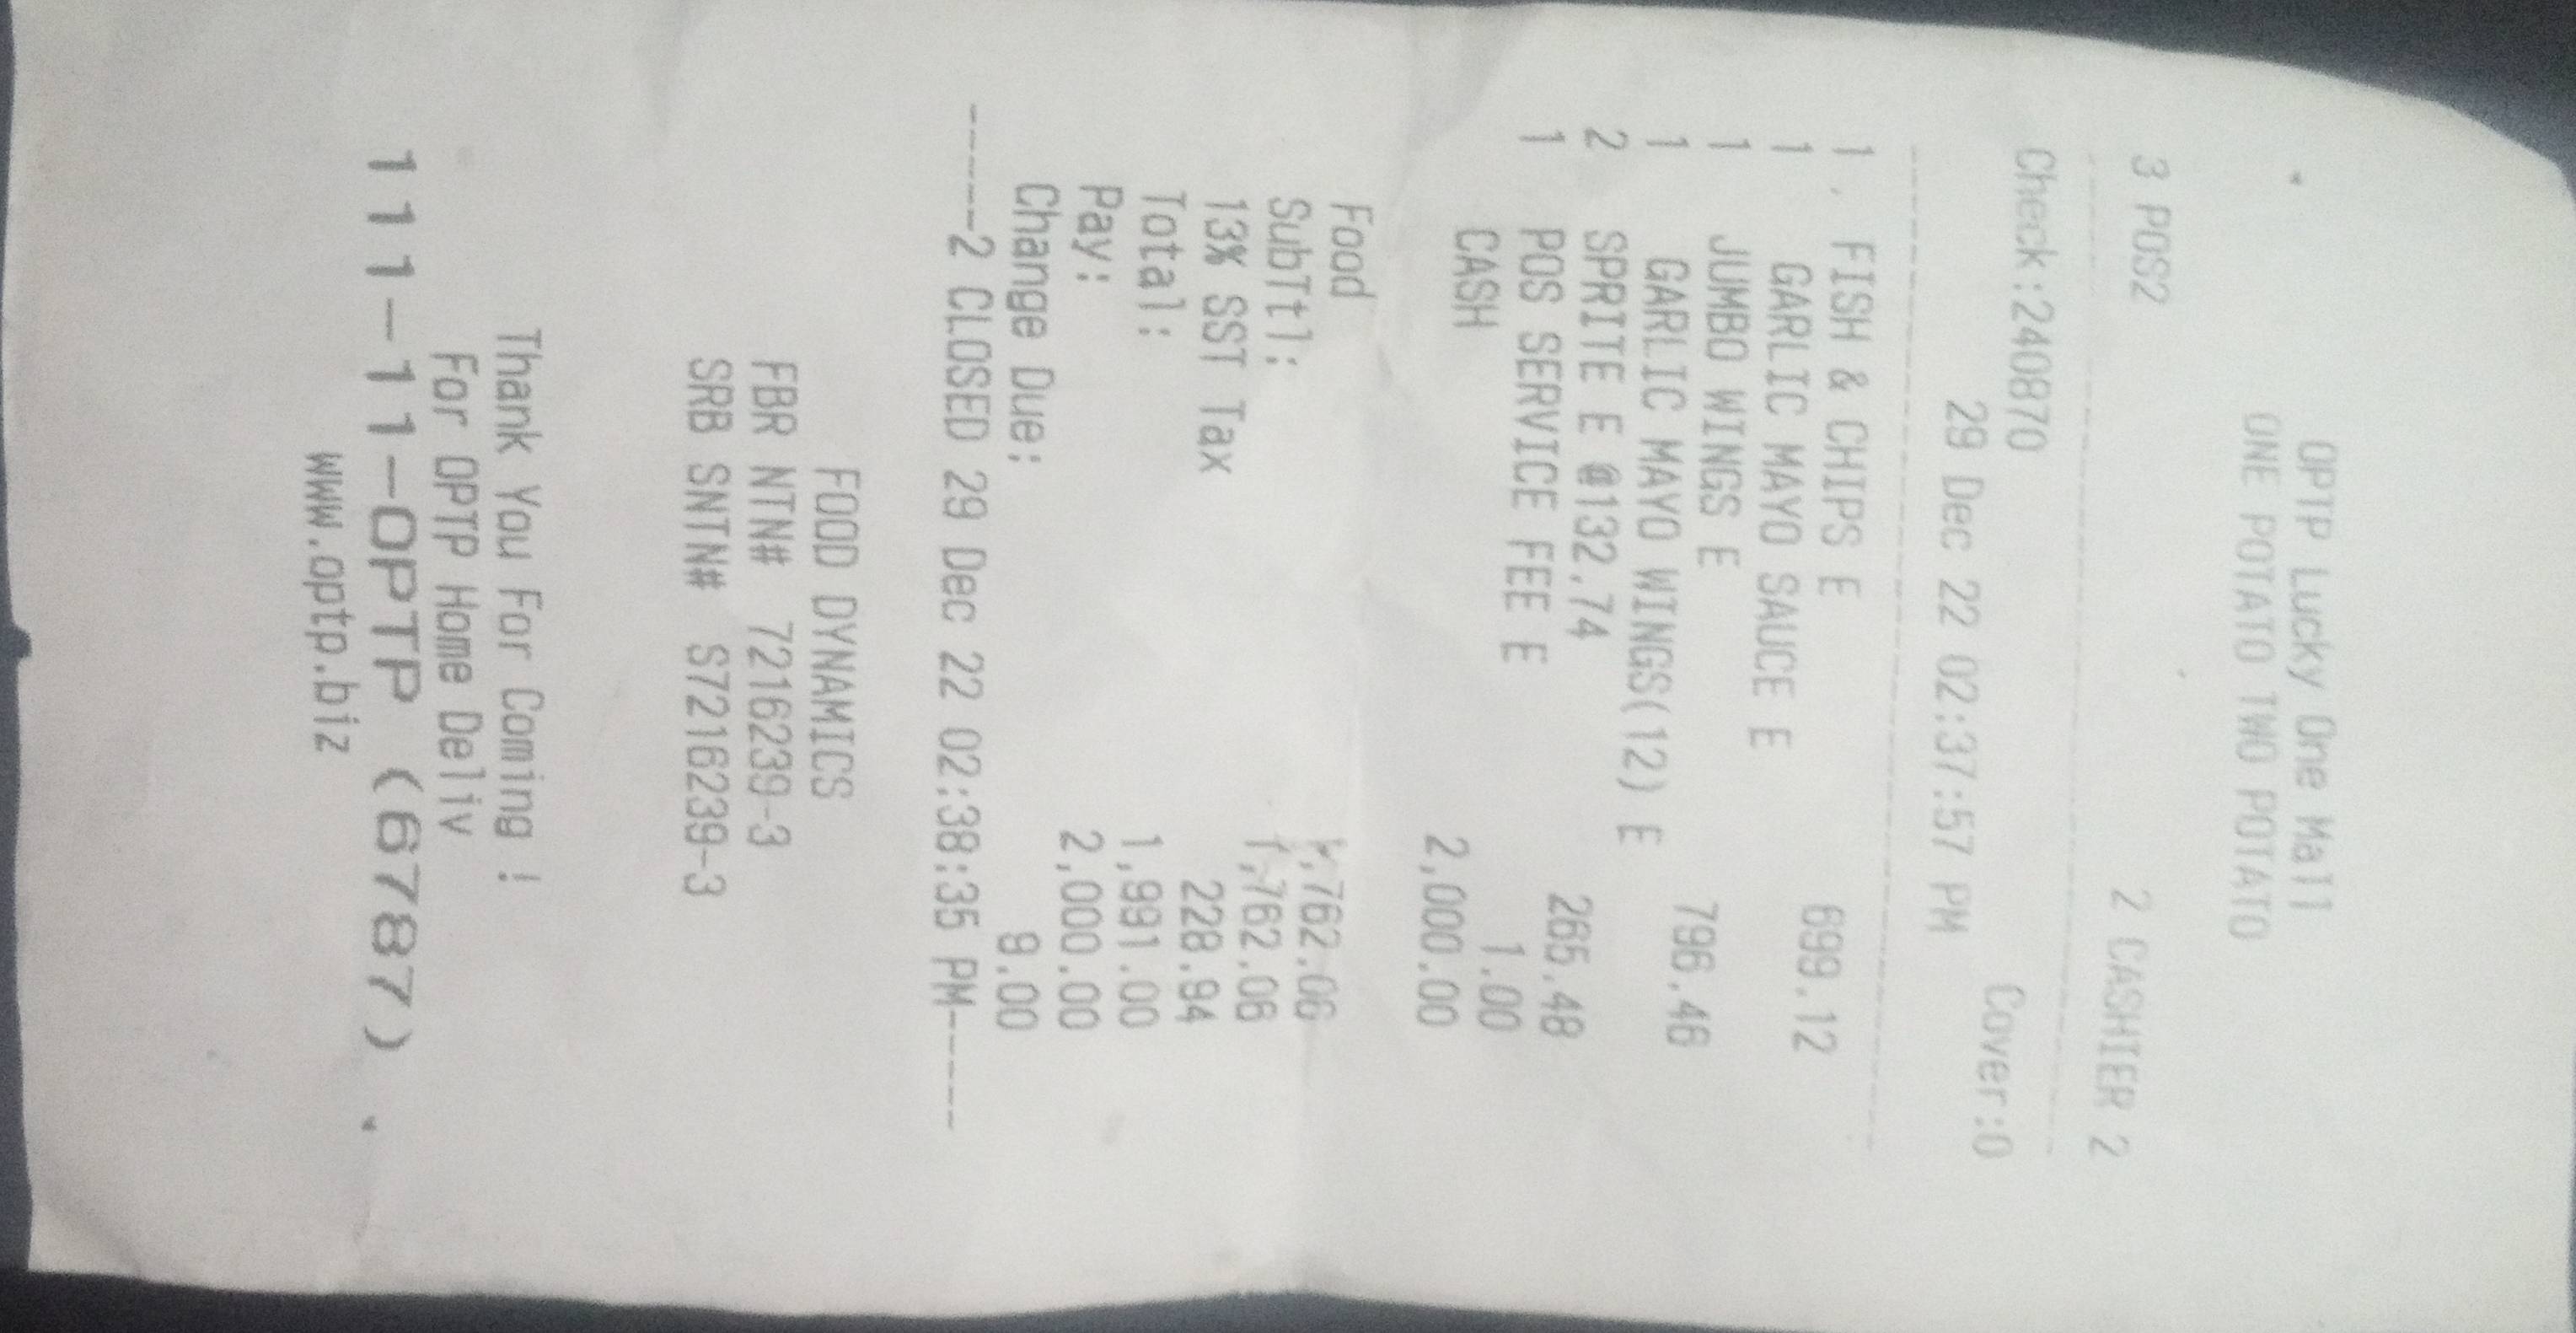 OPTP Lucky One Mall
ONE POTATO TWO POTATO
3 POS2 2 CASHIER 2
Check:240870 Cover:0
29 Dec 22 02:37:57 PM
1 FISH & CHIPS E 699.12
1 GARLIC MAYO SAUCE E
1 JUMBO WINGS E 796.46
1 GARLIC MAYO WINGS(12) E
2 SPRITE E @132.74 265.48
1 POS SERVICE FEE E 1.00
CASH 2,000.00
Food 1,762.06
SubTtl: 1,762.06
13% SST Tax 228.94
Total: 1,991.00
Pay: 2,000.00
Change Due: 9.00
------2 CLOSED 29 Dec 22 02:38:35 PM------
FOOD DYNAMICS
FBR NTN# 7216239-3
SRB SNTN# S7216239-3
Thank You For Coming !
For OPTP Home Deliv
111-111-OPTP (6787)
www.optp.biz